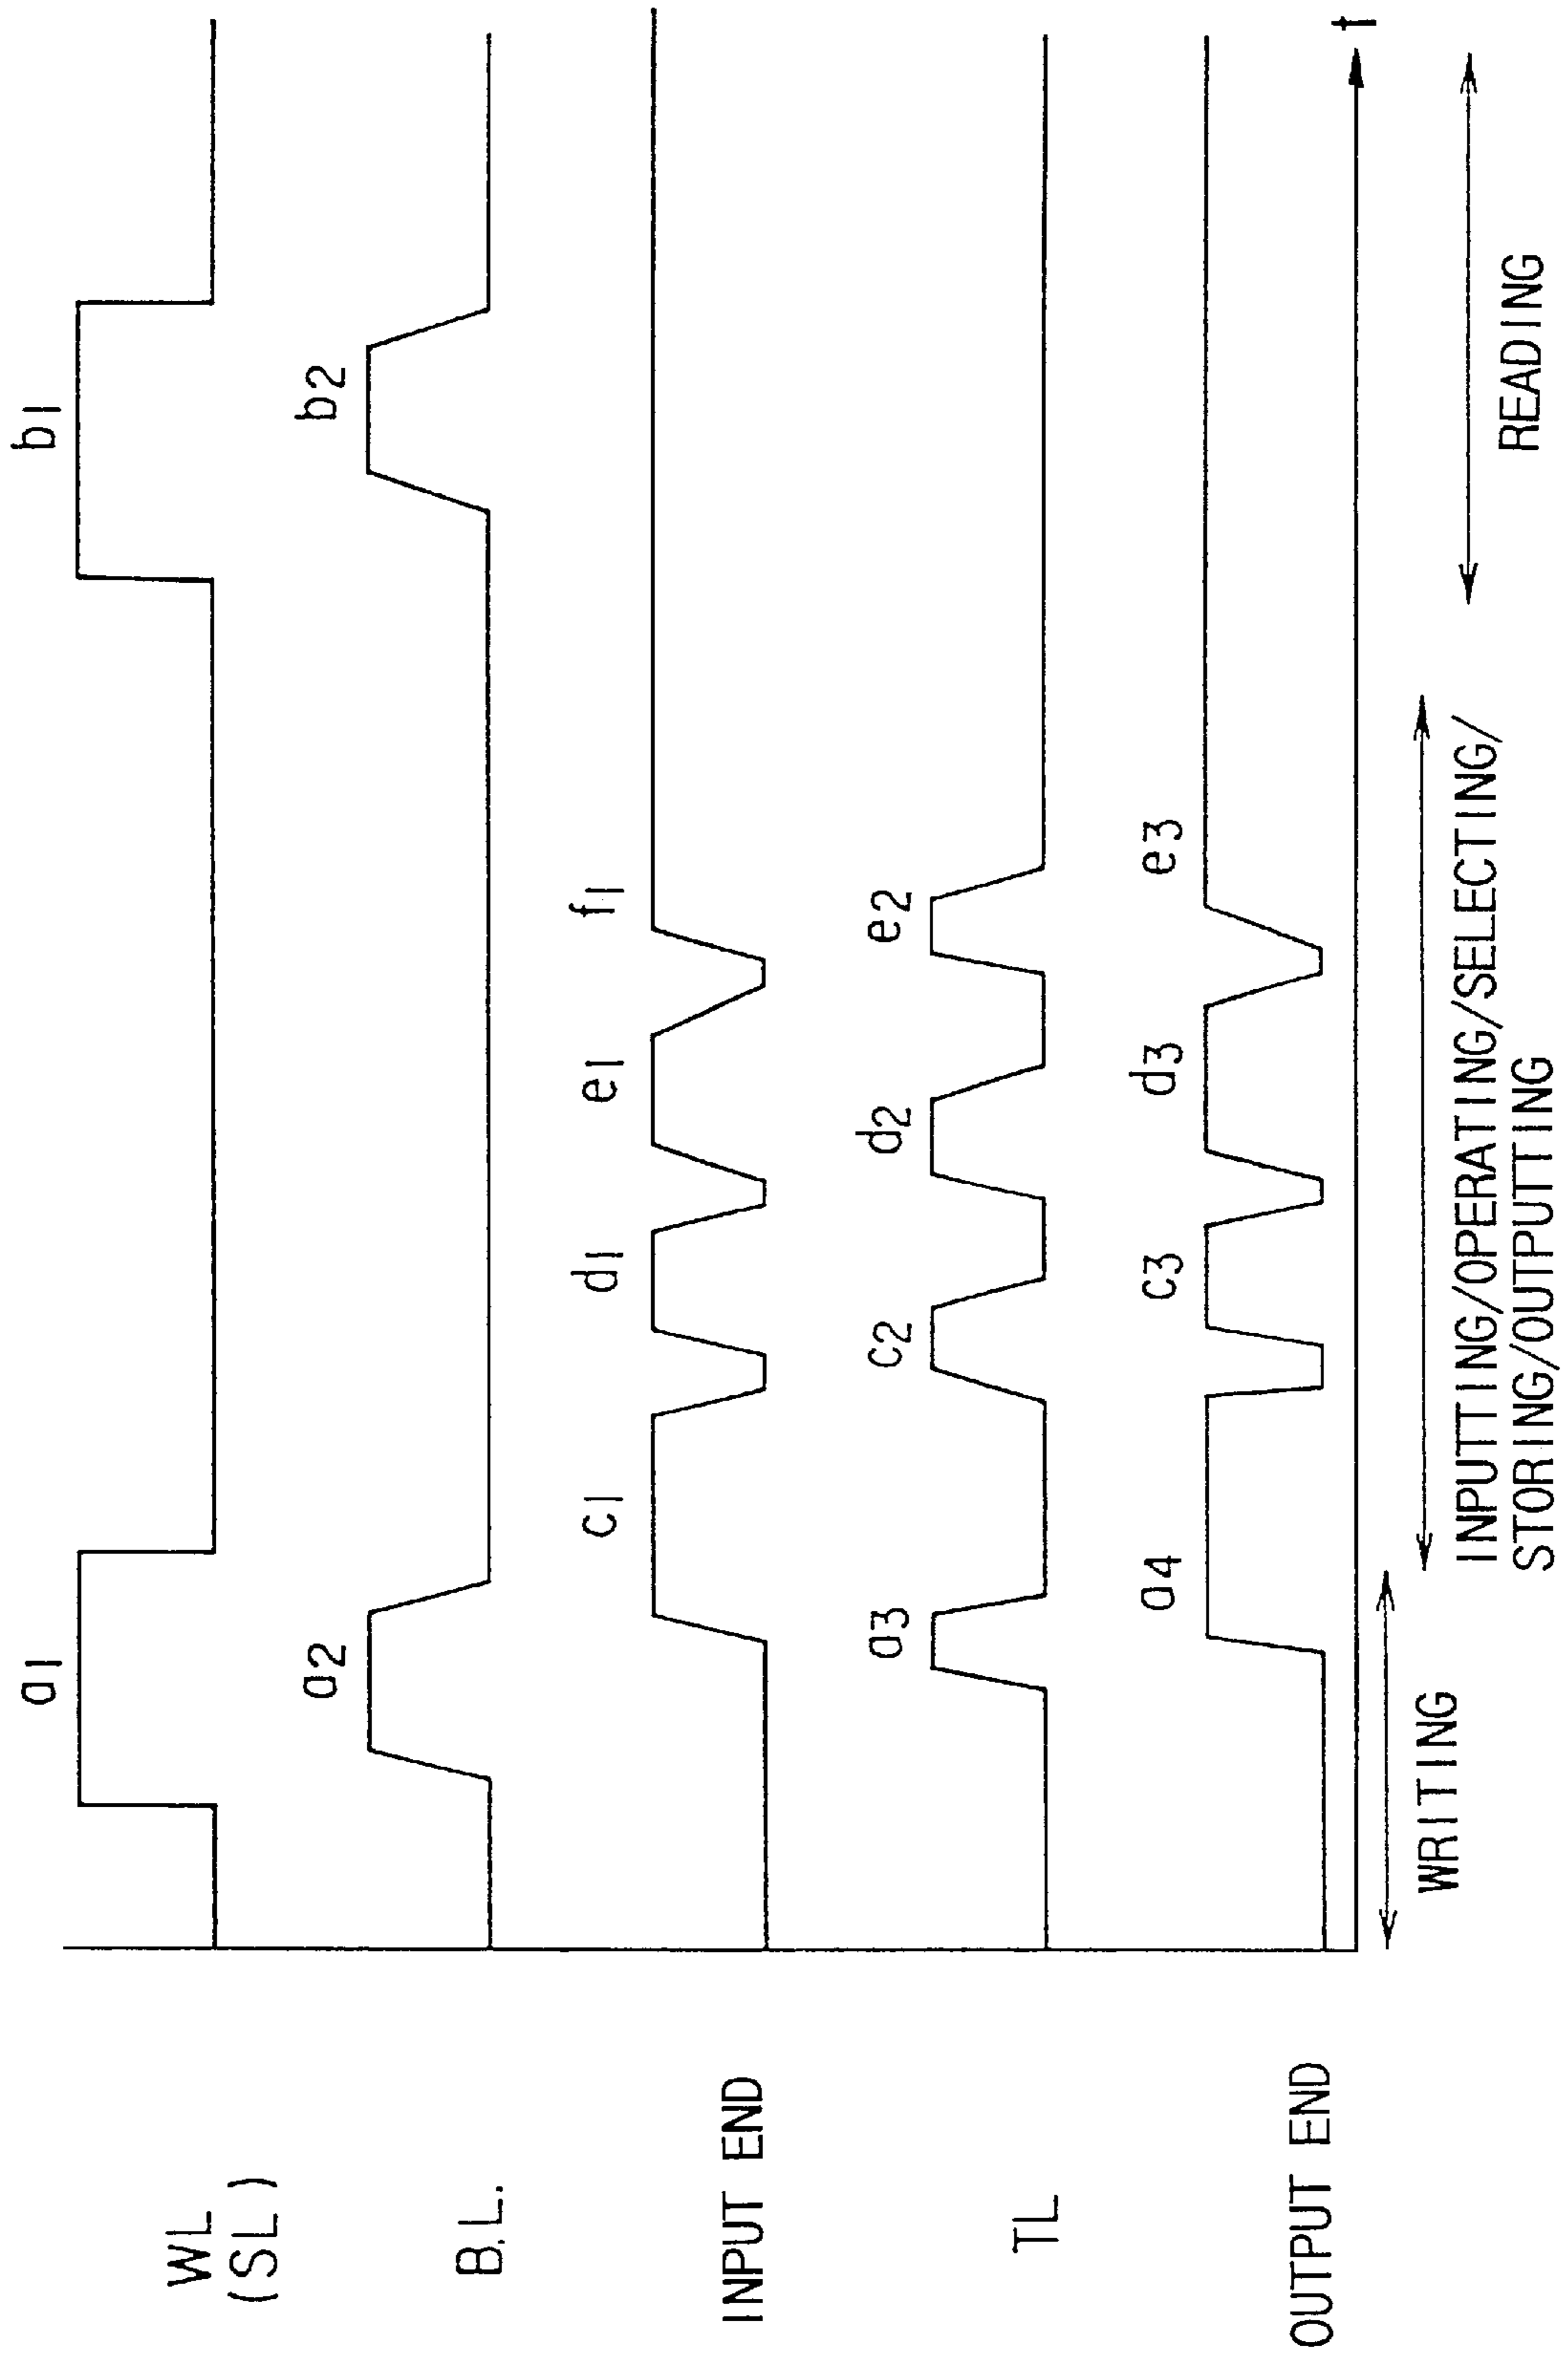 a1
b1
WL
(SL)
a2
b2
B.L.
c1
d1
e1
f1
INPUT END
a3
c2
d2
e2
TL
a4
c3
d3
e3
OUTPUT END
t
WRITING
INPUTTING/OPERATING/SELECTING/
STORING/OUTPUTTING
READING